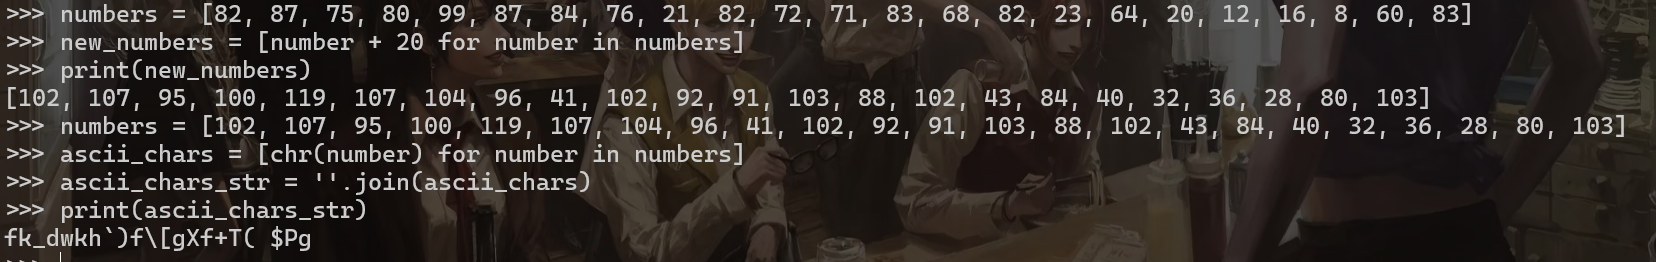 >>> numbers = [82, 87, 75, 80, 99, 87, 84, 76, 21, 82, 72, 71, 83, 68, 82, 23, 64, 20, 12, 16, 8, 60, 83]
>>> new_numbers = [number + 20 for number in numbers]
>>> print(new_numbers)
[102, 107, 95, 100, 119, 107, 104, 96, 41, 102, 92, 91, 103, 88, 102, 43, 84, 40, 32, 36, 28, 80, 103]
>>> numbers = [102, 107, 95, 100, 119, 107, 104, 96, 41, 102, 92, 91, 103, 88, 102, 43, 84, 40, 32, 36, 28, 80, 103]
>>> ascii_chars = [chr(number) for number in numbers]
>>> ascii_chars_str = ''.join(ascii_chars)
>>> print(ascii_chars_str)
fk_dwkh`)f\[gXf+T( $Pg
>>>